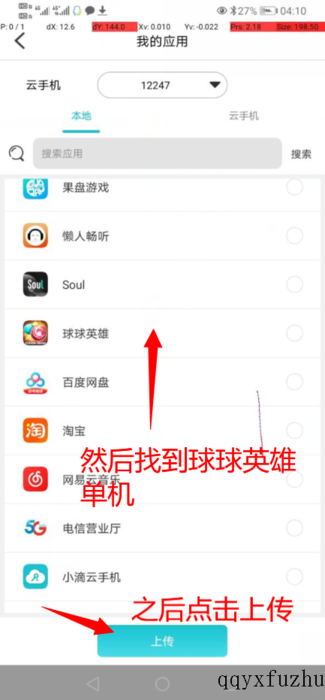 27% 04:10
P: 0 / 1 dX: 12.6 dY: 144.0 Xv: 0.010 Yv: -0.022 Prs: 2.18 Size: 198.50
我的应用
云手机 12247
本地 云手机
搜索应用 搜索
果盘游戏
懒人畅听
Soul Soul
球球英雄
百度网盘
淘 淘宝
然后找到球球英雄
网易云音乐
单机
5G 电信营业厅
小滴云手机
之后点击上传
上传
qqyxfuzhu